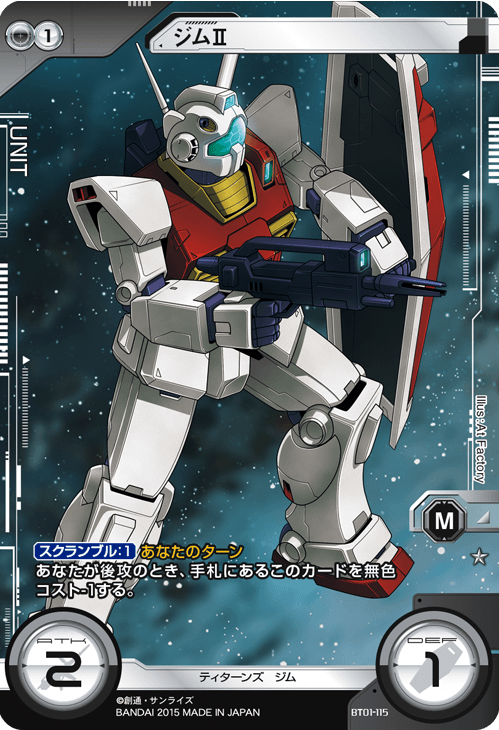 1
ジムⅡ
UNIT
Illus:At Factory
M
スクランブル:1 あなたのターン
あなたが後攻のとき、手札にあるこのカードを無色
コスト-1する。
ATK
2
DEF
1
ティターンズ ジム
©創通・サンライズ
BANDAI 2015 MADE IN JAPAN
BT01-115